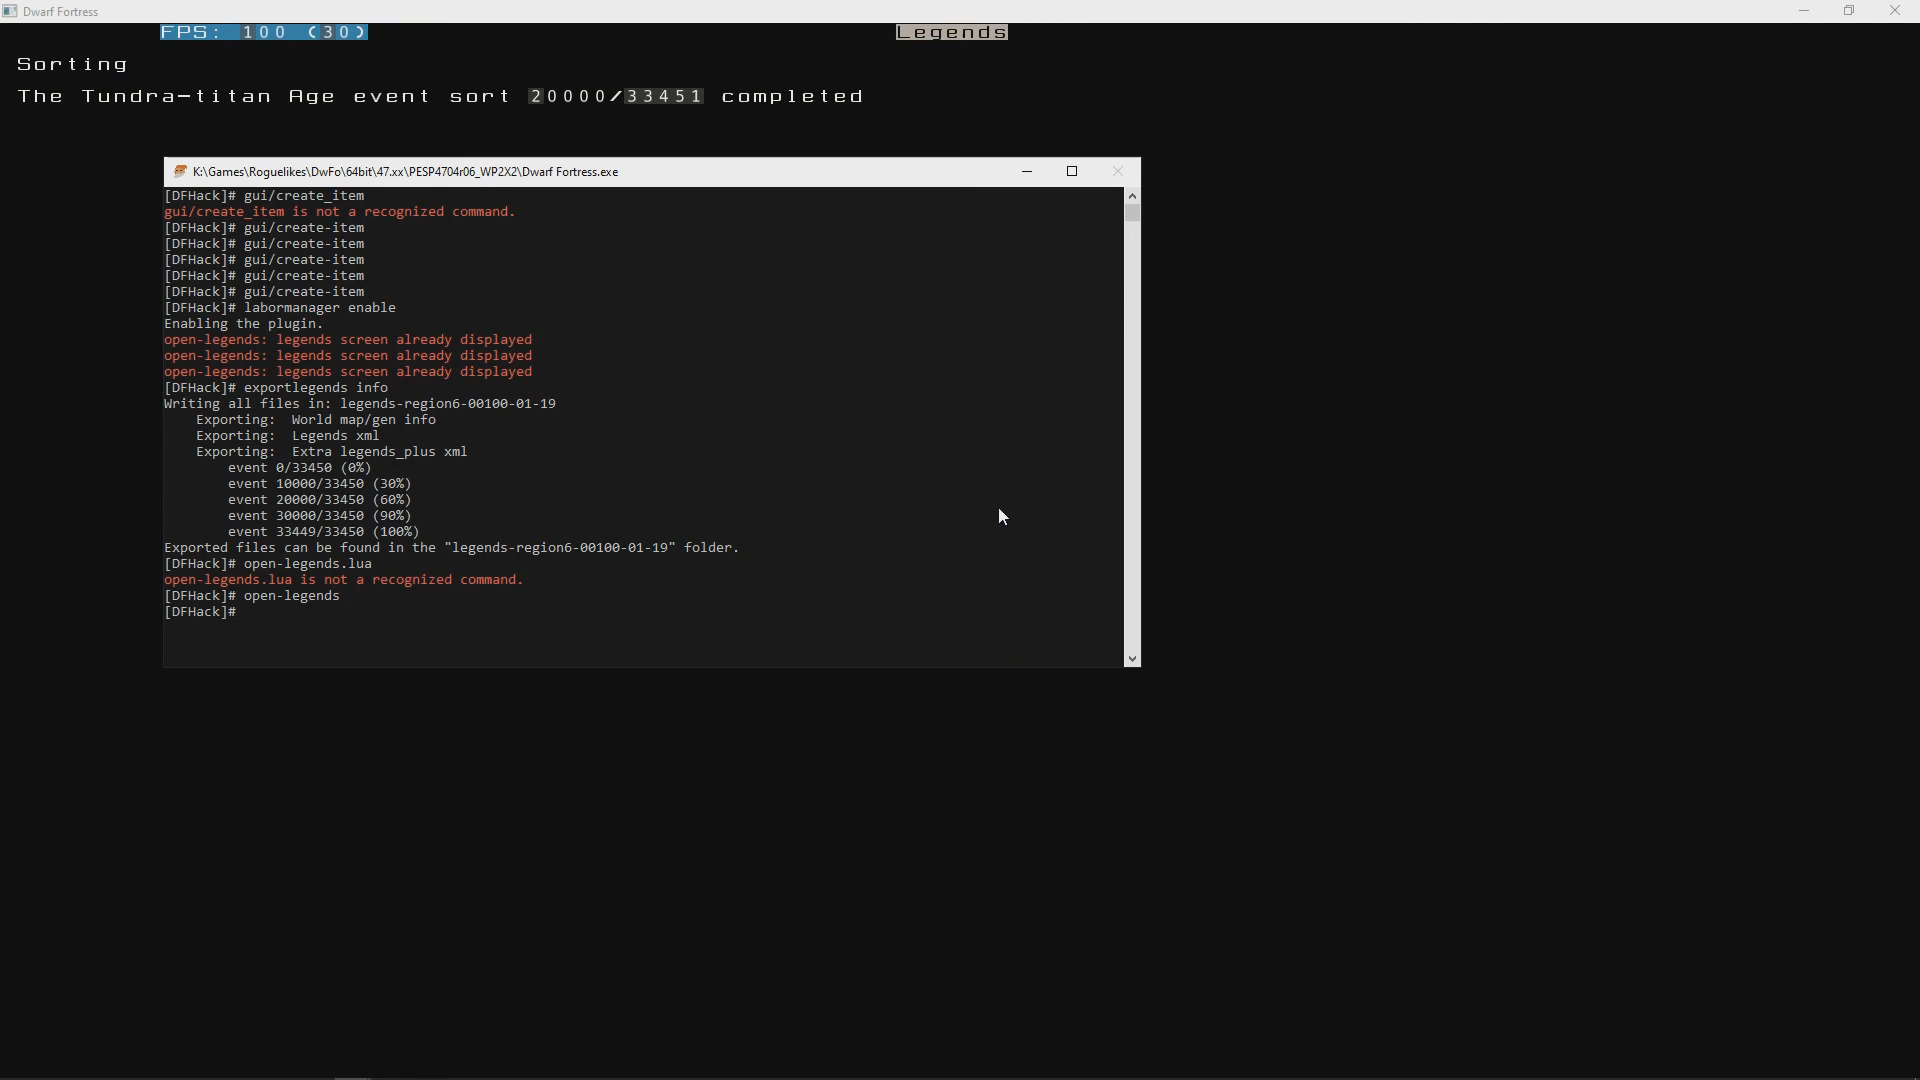 Dwarf Fortress
FPS: 100 (30)
Legends
Sorting
The Tundra-titan Age event sort 20000/33451 completed
K:\Games\Roguelikes\DwFo\64bit\47.xx\PESP4704r06_WP2X2\Dwarf Fortress.exe
[DFHack]# gui/create_item
gui/create_item is not a recognized command.
[DFHack]# gui/create-item
[DFHack]# gui/create-item
[DFHack]# gui/create-item
[DFHack]# gui/create-item
[DFHack]# gui/create-item
[DFHack]# labormanager enable
Enabling the plugin.
open-legends: legends screen already displayed
open-legends: legends screen already displayed
open-legends: legends screen already displayed
[DFHack]# exportlegends info
Writing all files in: legends-region6-00100-01-19
Exporting: World map/gen info
Exporting: Legends xml
Exporting: Extra legends_plus xml
event 0/33450 (0%)
event 10000/33450 (30%)
event 20000/33450 (60%)
event 30000/33450 (90%)
event 33449/33450 (100%)
Exported files can be found in the "legends-region6-00100-01-19" folder.
[DFHack]# open-legends.lua
open-legends.lua is not a recognized command.
[DFHack]# open-legends
[DFHack]#